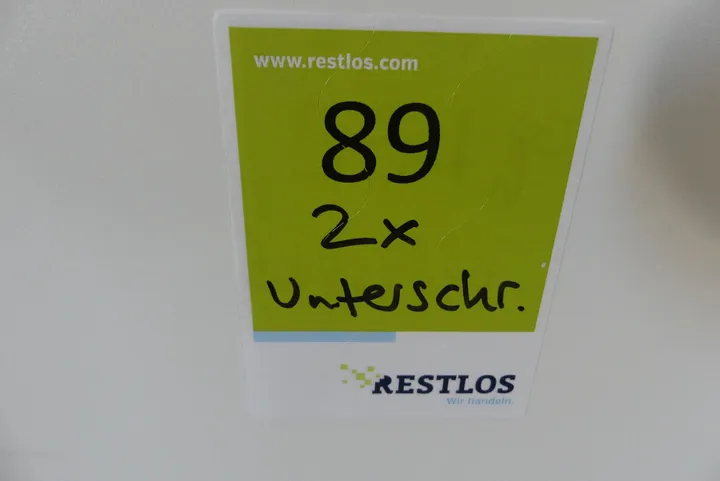 www.restlos.com
89
2x
Unterschr.
RESTLOS
Wir handeln.